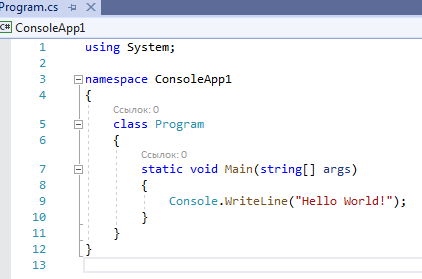 Program.cs
ConsoleApp1
1 using System;
2
3 namespace ConsoleApp1
4 {
Ссылок: 0
5 class Program
6 {
Ссылок: 0
7 static void Main(string[] args)
8 {
9 Console.WriteLine("Hello World!");
10 }
11 }
12 }
13